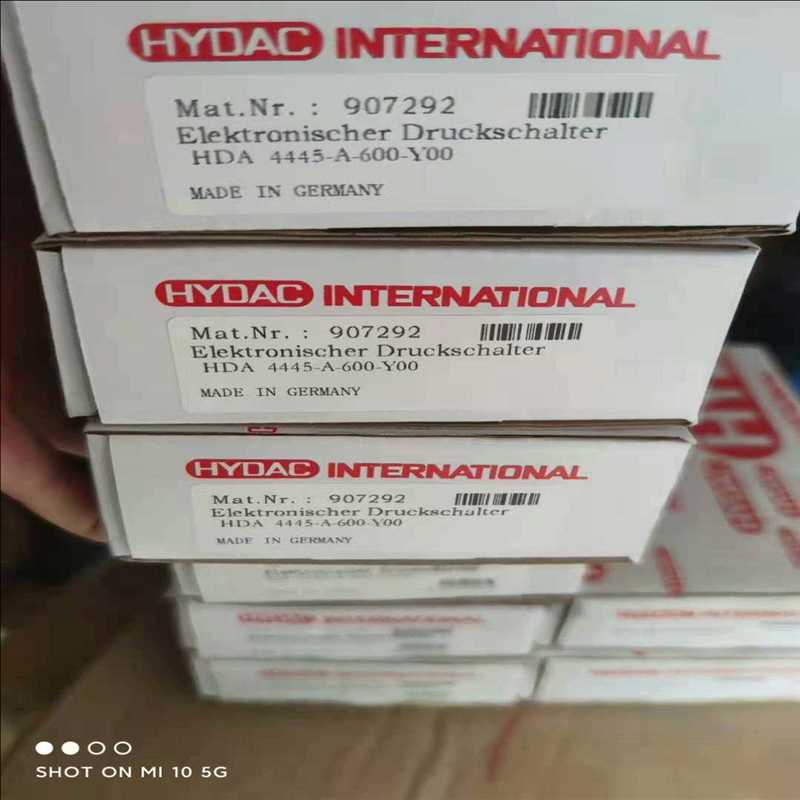 HYDAC INTERNATIONAL
Mat.Nr. : 907292
Elektronischer Druckschalter
HDA 4445-A-600-Y00
MADE IN GERMANY
HYDAC INTERNATIONAL
Mat.Nr. : 907292
Elektronischer Druckschalter
HDA 4445-A-600-Y00
MADE IN GERMANY
HYDAC INTERNATIONAL
Mat.Nr. : 907292
Elektronischer Druckschalter
HDA 4445-A-600-Y00
MADE IN GERMANY
SHOT ON MI 10 5G